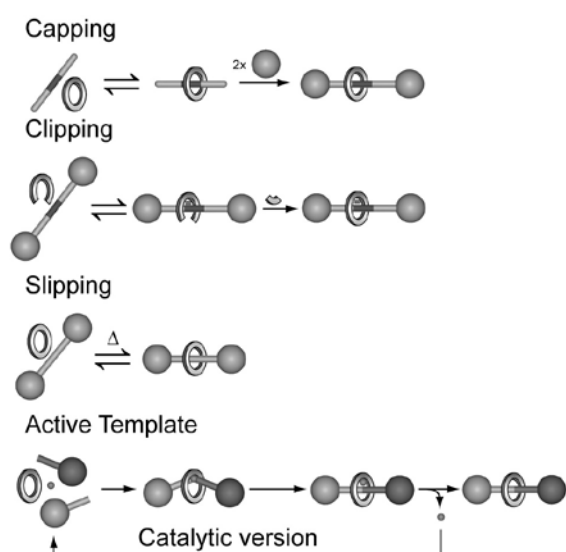 Capping
2x
Clipping
Slipping
Δ
Active Template
Catalytic version